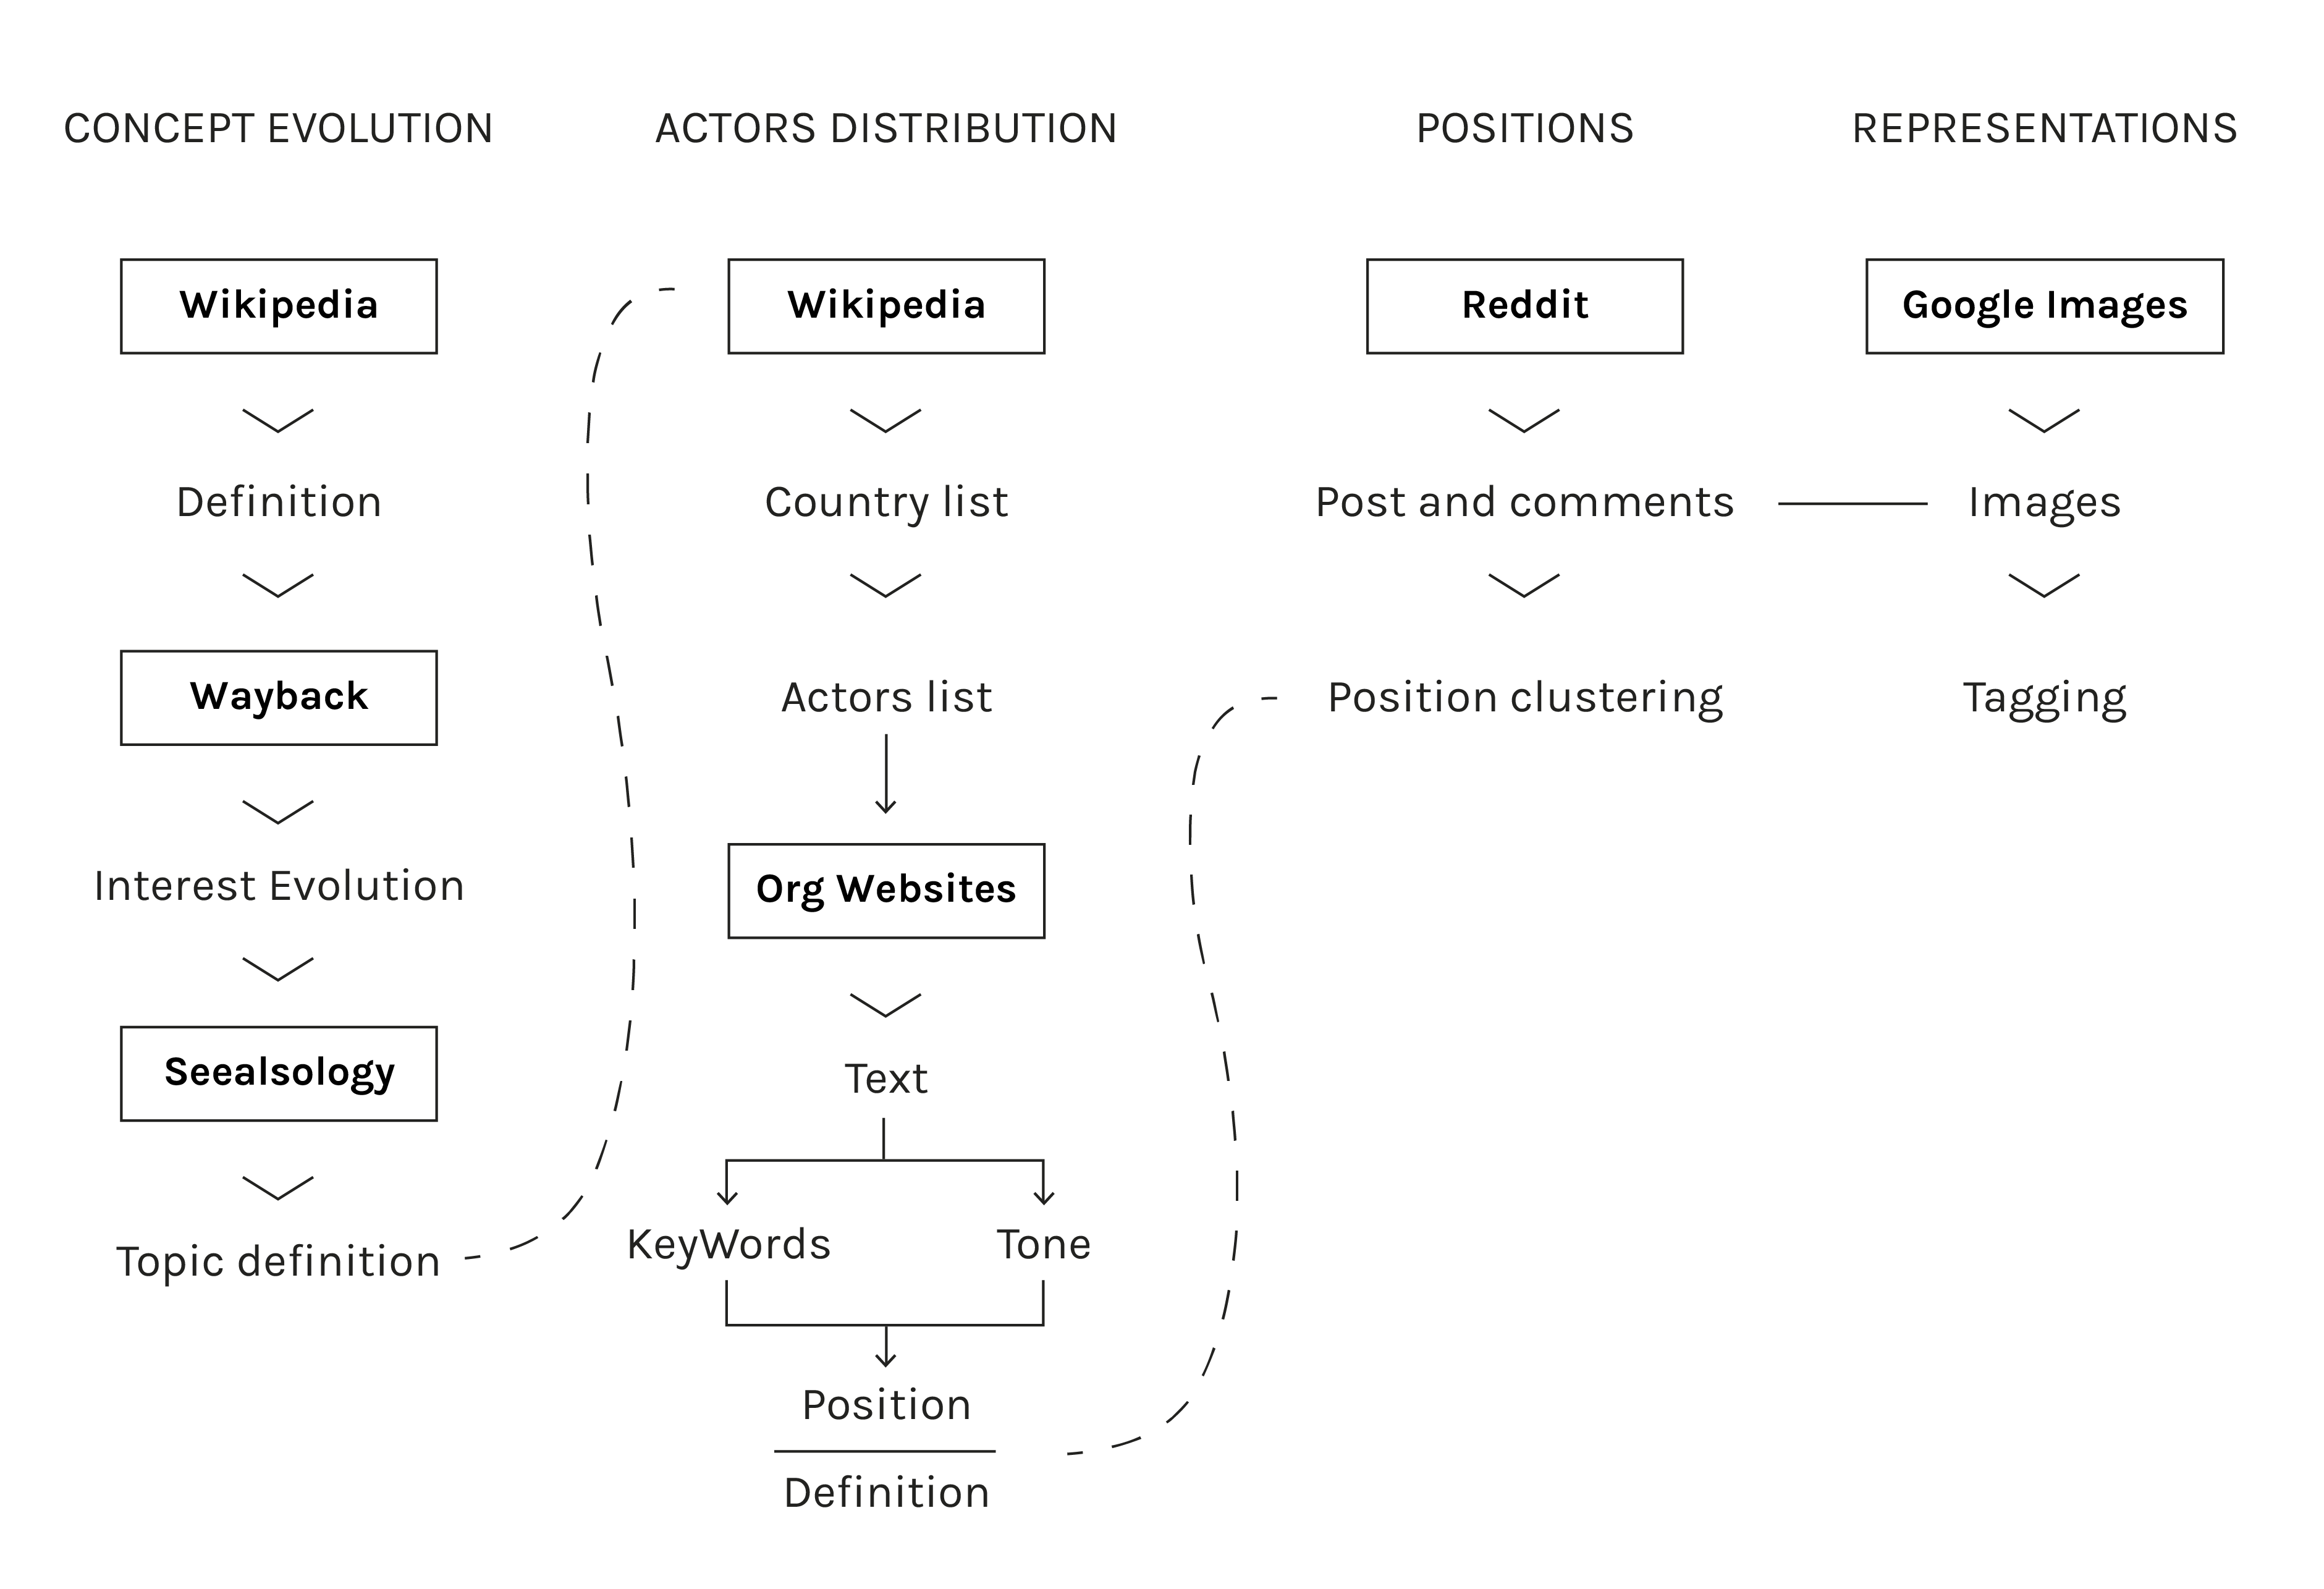 CONCEPT EVOLUTION
Wikipedia
Definition
Wayback
Interest Evolution
Seealsology
Topic definition
ACTORS DISTRIBUTION
Wikipedia
Country list
Actors list
Org Websites
Text
KeyWords
Tone
Position
Definition
POSITIONS
Reddit
Post and comments
Position clustering
REPRESENTATIONS
Google Images
Images
Tagging